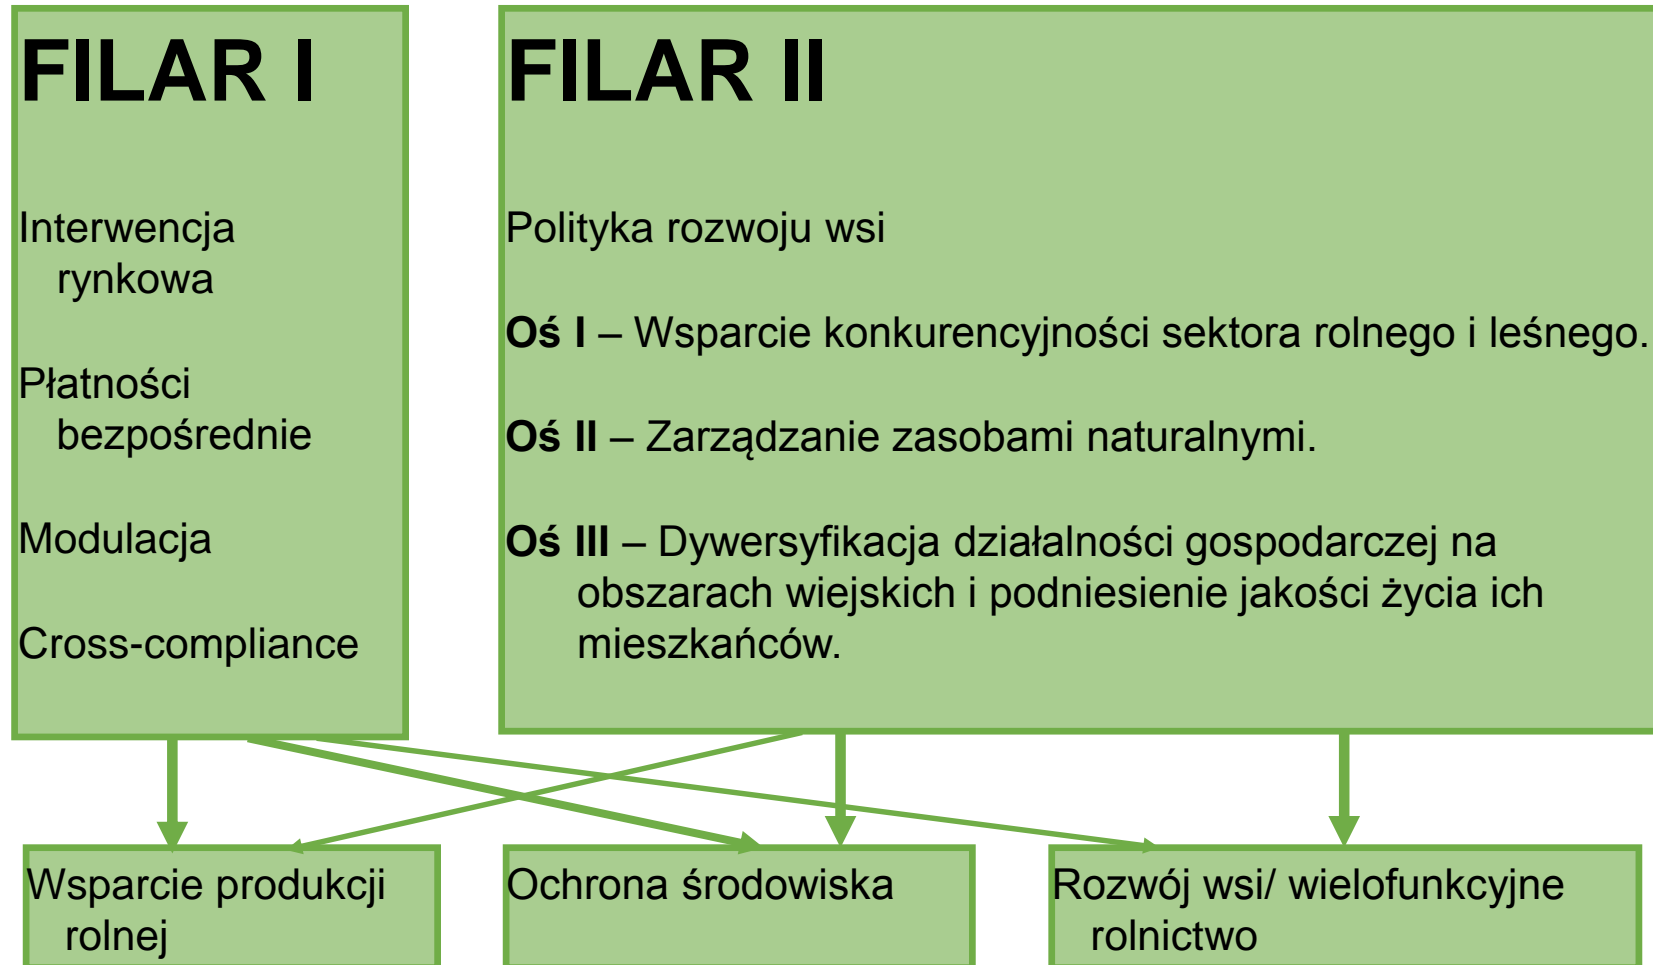 FILAR I
Interwencja
rynkowa
Płatności
bezpośrednie
Modulacja
Cross-compliance
FILAR II
Polityka rozwoju wsi
Oś I – Wsparcie konkurencyjności sektora rolnego i leśnego.
Oś II – Zarządzanie zasobami naturalnymi.
Oś III – Dywersyfikacja działalności gospodarczej na
obszarach wiejskich i podniesienie jakości życia ich
mieszkańców.
Wsparcie produkcji
rolnej
Ochrona środowiska
Rozwój wsi/ wielofunkcyjne
rolnictwo